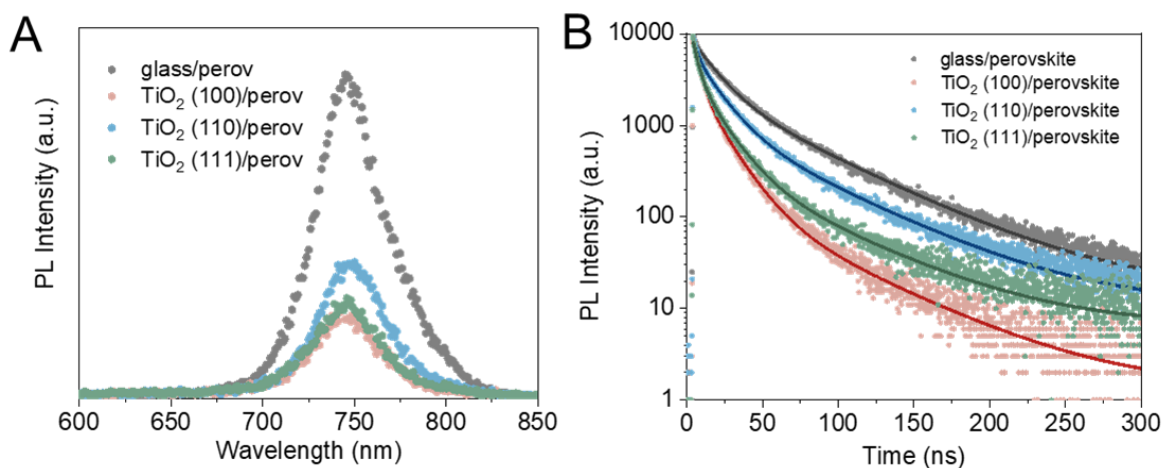 A
PL Intensity (a.u.)
glass/perov
TiO₂ (100)/perov
TiO₂ (110)/perov
TiO₂ (111)/perov
600 650 700 750 800 850
Wavelength (nm)
B
PL Intensity (a.u.)
10000
1000
100
10
1
glass/perovskite
TiO₂ (100)/perovskite
TiO₂ (110)/perovskite
TiO₂ (111)/perovskite
0 50 100 150 200 250 300
Time (ns)